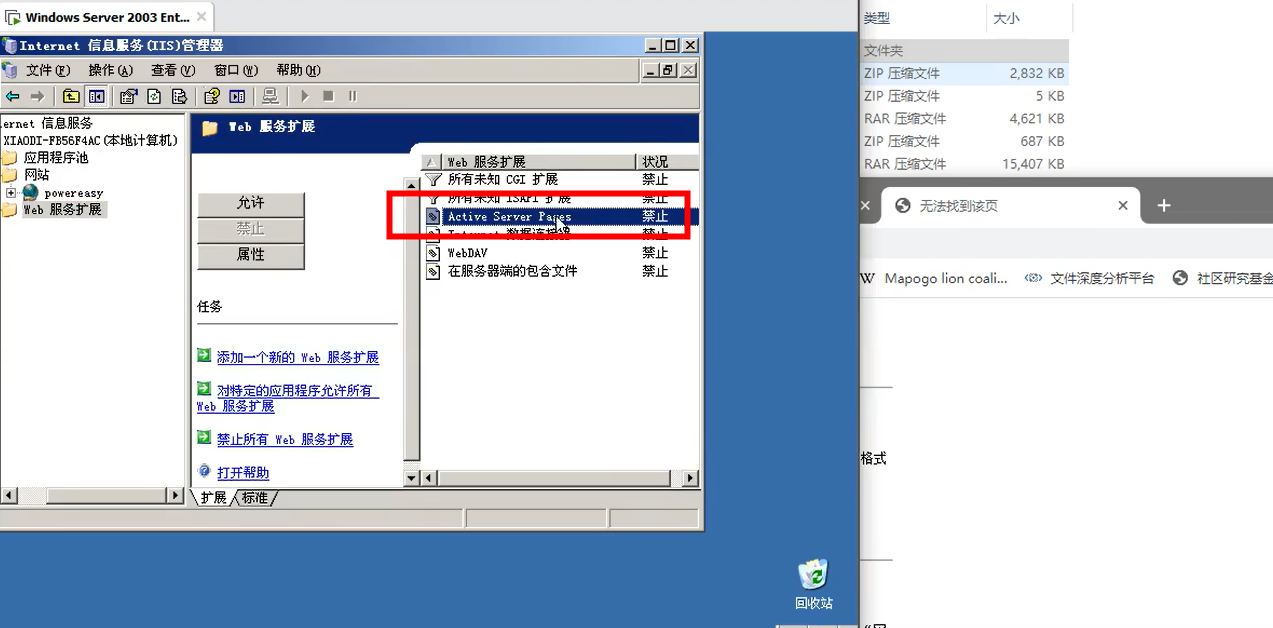 Windows Server 2003 Ent...
Internet 信息服务(IIS)管理器
文件(F) 操作(A) 查看(V) 窗口(W) 帮助(H)
ernet 信息服务
XIAODI-FB56F4AC(本地计算机)
应用程序池
网站
powereasy
Web 服务扩展
Web 服务扩展
允许
禁止
属性
任务
添加一个新的 Web 服务扩展
对特定的应用程序允许所有
Web 服务扩展
禁止所有 Web 服务扩展
打开帮助
Web 服务扩展 状况
所有未知 CGI 扩展 禁止
所有未知 ISAPI 扩展 禁止
Active Server Pages 禁止
Internet 数据连接器 禁止
WebDAV 禁止
在服务器端的包含文件 禁止
扩展 标准
回收站
类型 大小
文件夹
ZIP 压缩文件 2,832 KB
ZIP 压缩文件 5 KB
RAR 压缩文件 4,621 KB
ZIP 压缩文件 687 KB
RAR 压缩文件 15,407 KB
无法找到该页
W Mapogo lion coali... 文件深度分析平台 社区研究基金
格式